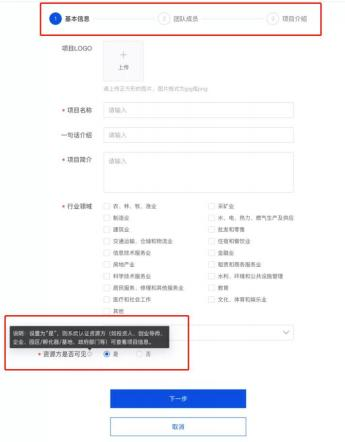 1 基本信息 2 团队成员 3 项目介绍
项目LOGO
+
上传
请上传正方形的图片，图片格式为jpg或png
* 项目名称 请输入
一句话介绍 请输入
* 项目简介 请输入
* 行业领域 农、林、牧、渔业 采矿业
制造业 水、电、热力、燃气生产及供应
建筑业 批发和零售
交通运输、仓储和物流业 住宿和餐饮业
信息技术服务业 金融业
房地产业 租赁和商务服务业
科学技术服务业 水利、环境和公共设施管理
居民服务、修理和其他服务业 教育
医疗和社会工作 文化、体育和娱乐业
其他
说明：设置为"是"，则系统认证资源方（如投资人、创业导师、
企业、园区/孵化器/基地、政府部门等）可查看项目信息。
* 资源方是否可见 是 否
下一步
取消